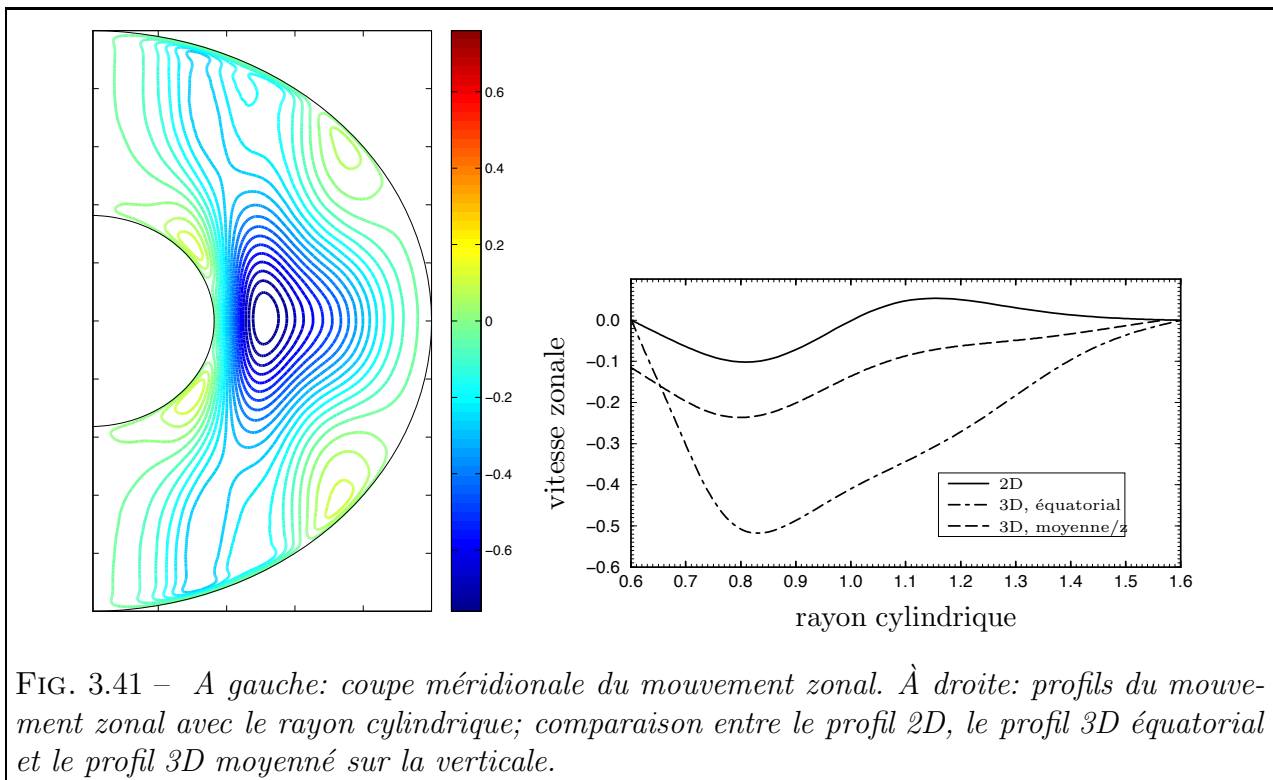 0.6
0.4
0.2
0
−0.2
−0.4
−0.6
vitesse zonale
0.0
−0.1
−0.2
−0.3
−0.4
−0.5
−0.6
2D
3D, équatorial
3D, moyenne/z
0.6 0.7 0.8 0.9 1.0 1.1 1.2 1.3 1.4 1.5 1.6
rayon cylindrique
FIG. 3.41 – A gauche: coupe méridionale du mouvement zonal. À droite: profils du mouve-
ment zonal avec le rayon cylindrique; comparaison entre le profil 2D, le profil 3D équatorial
et le profil 3D moyenné sur la verticale.